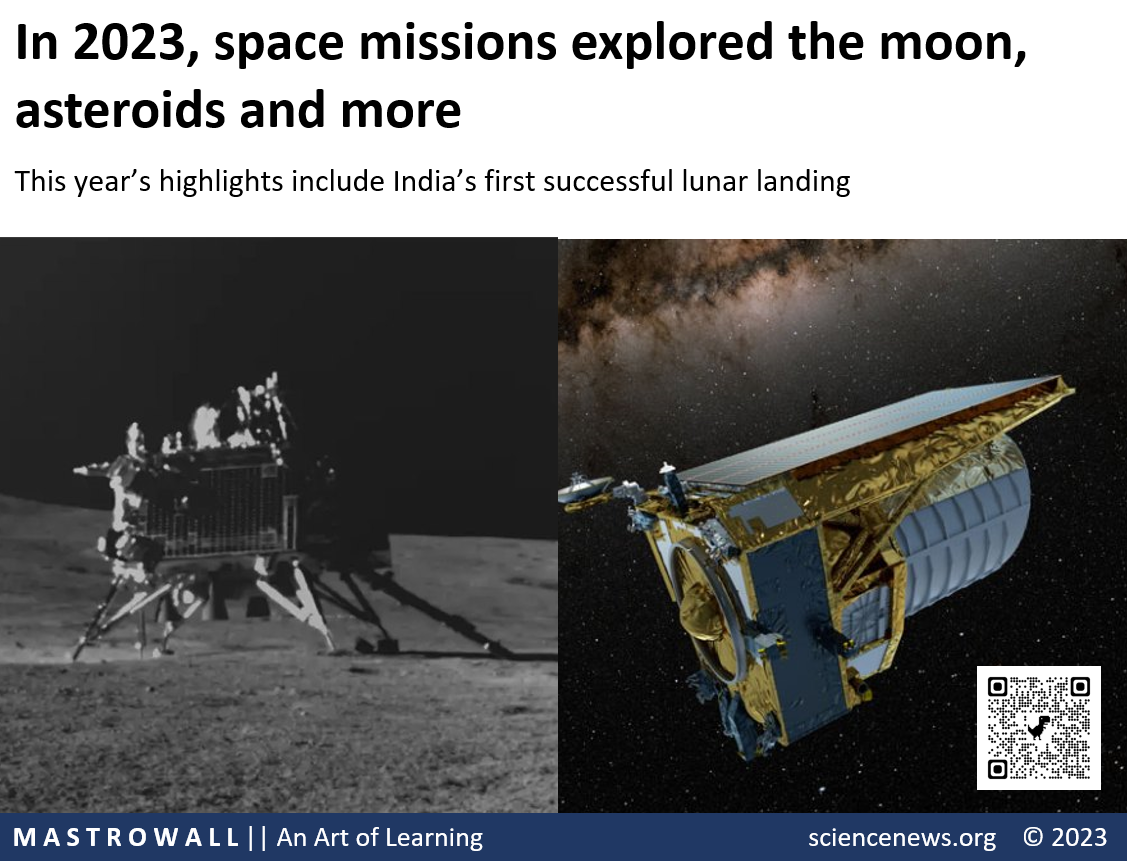 In 2023, space missions explored the moon,
asteroids and more
This year’s highlights include India’s first successful lunar landing
MASTROWALL || An Art of Learning
sciencenews.org © 2023